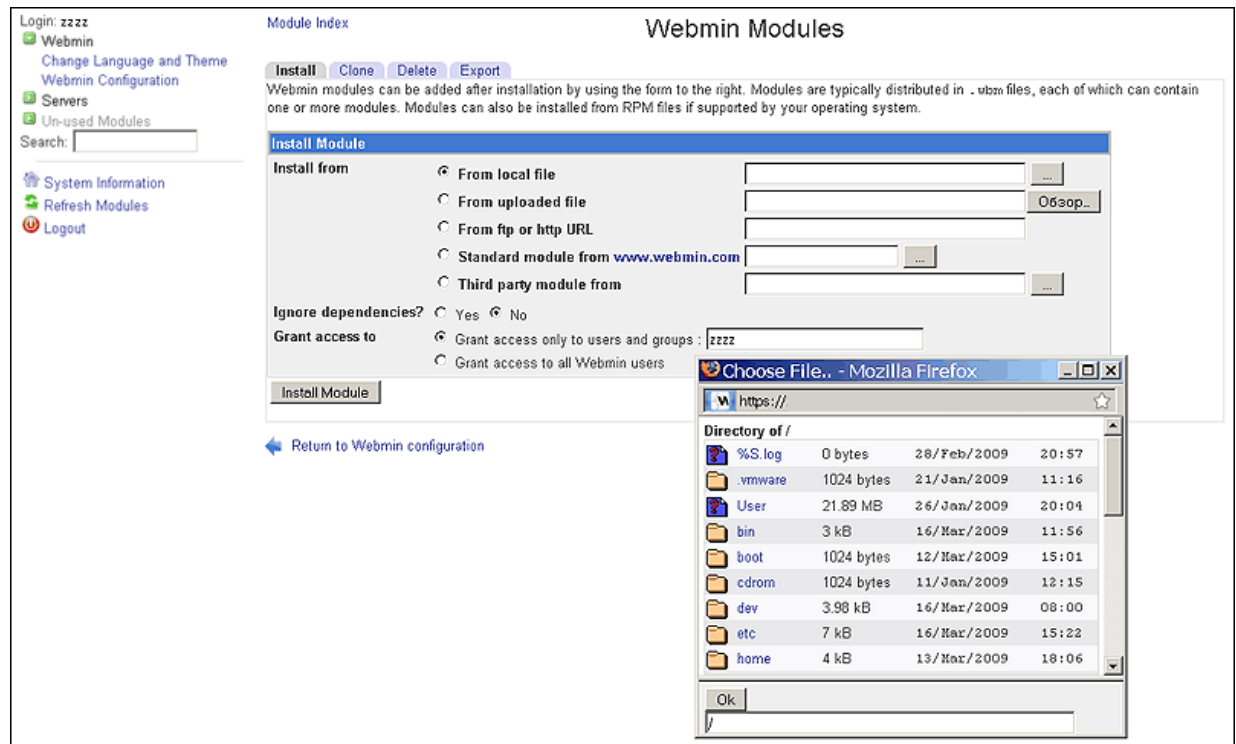 Login: zzzz
Webmin
Change Language and Theme
Webmin Configuration
Servers
Un-used Modules
Search:
System Information
Refresh Modules
Logout
Module Index
Webmin Modules
Install Clone Delete Export
Webmin modules can be added after installation by using the form to the right. Modules are typically distributed in .wbm files, each of which can contain
one or more modules. Modules can also be installed from RPM files if supported by your operating system.
Install Module
Install from
From local file ...
From uploaded file Обзор...
From ftp or http URL
Standard module from www.webmin.com ...
Third party module from ...
Ignore dependencies? Yes No
Grant access to Grant access only to users and groups : zzzz
Grant access to all Webmin users
Install Module
Return to Webmin configuration
Choose File.. - Mozilla Firefox
https://
Directory of /
%S.log 0 bytes 28/Feb/2009 20:57
.vmware 1024 bytes 21/Jan/2009 11:16
User 21.89 MB 26/Jan/2009 20:04
bin 3 kB 16/Mar/2009 11:56
boot 1024 bytes 12/Mar/2009 15:01
cdrom 1024 bytes 11/Jan/2009 12:15
dev 3.98 kB 16/Mar/2009 08:00
etc 7 kB 16/Mar/2009 15:22
home 4 kB 13/Mar/2009 18:06
Ok
/